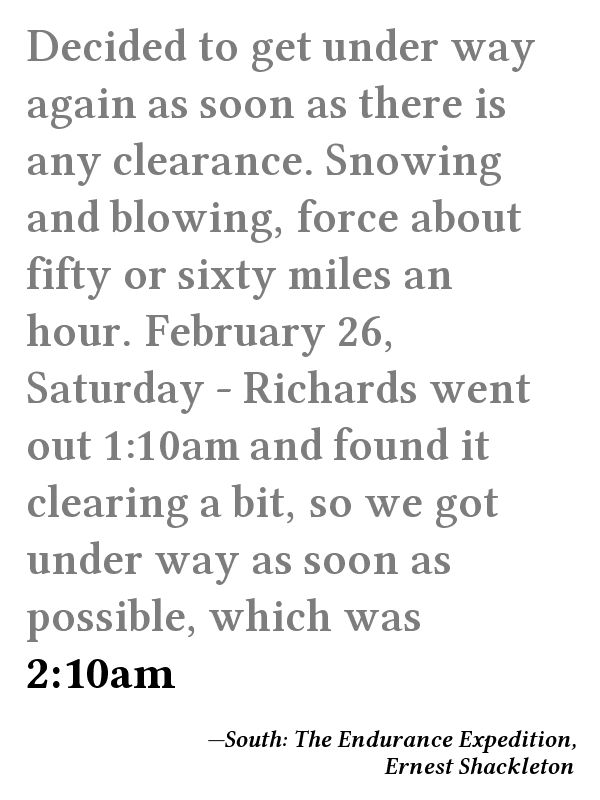 Decided to get under way
again as soon as there is
any clearance. Snowing
and blowing, force about
fifty or sixty miles an
hour. February 26,
Saturday - Richards went
out 1:10am and found it
clearing a bit, so we got
under way as soon as
possible, which was
2:10am
—South: The Endurance Expedition,
Ernest Shackleton